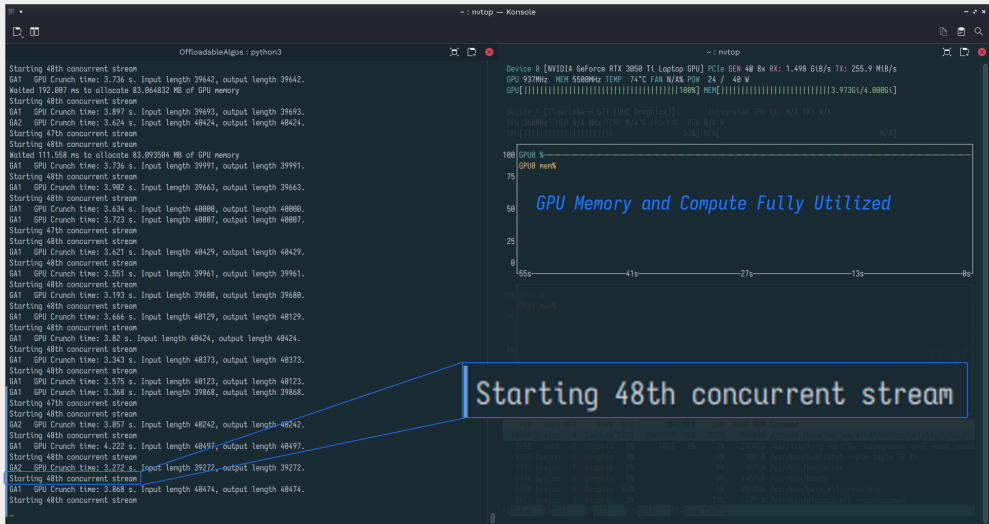 ~ : nvtop — Konsole
OffloadableAlgos : python3
Starting 48th concurrent stream
GA1 GPU Crunch time: 3.736 s. Input length 39642, output length 39642.
Waited 192.007 ms to allocate 83.064832 MB of GPU memory
GA1 GPU Crunch time: 3.897 s. Input length 39693, output length 39693.
GA2 GPU Crunch time: 3.624 s. Input length 40424, output length 40424.
Starting 47th concurrent stream
Starting 48th concurrent stream
Waited 111.558 ms to allocate 83.093504 MB of GPU memory
GA1 GPU Crunch time: 3.736 s. Input length 39991, output length 39991.
Starting 48th concurrent stream
GA1 GPU Crunch time: 3.902 s. Input length 39663, output length 39663.
Starting 48th concurrent stream
GA1 GPU Crunch time: 3.634 s. Input length 40000, output length 40000.
GA1 GPU Crunch time: 3.723 s. Input length 40007, output length 40007.
Starting 47th concurrent stream
Starting 48th concurrent stream
GA1 GPU Crunch time: 3.621 s. Input length 40429, output length 40429.
Starting 48th concurrent stream
GA1 GPU Crunch time: 3.551 s. Input length 39961, output length 39961.
Starting 48th concurrent stream
GA1 GPU Crunch time: 3.193 s. Input length 39680, output length 39680.
Starting 48th concurrent stream
GA1 GPU Crunch time: 3.666 s. Input length 40129, output length 40129.
Starting 48th concurrent stream
GA1 GPU Crunch time: 3.82 s. Input length 40424, output length 40424.
Starting 48th concurrent stream
GA1 GPU Crunch time: 3.343 s. Input length 40373, output length 40373.
Starting 48th concurrent stream
GA1 GPU Crunch time: 3.575 s. Input length 40123, output length 40123.
GA1 GPU Crunch time: 3.368 s. Input length 39868, output length 39868.
Starting 47th concurrent stream
Starting 48th concurrent stream
GA2 GPU Crunch time: 3.857 s. Input length 40242, output length 40242.
Starting 48th concurrent stream
GA1 GPU Crunch time: 4.222 s. Input length 40497, output length 40497.
Starting 48th concurrent stream
GA2 GPU Crunch time: 3.272 s. Input length 39272, output length 39272.
Starting 48th concurrent stream
GA1 GPU Crunch time: 3.868 s. Input length 40474, output length 40474.
Starting 48th concurrent stream
~ : nvtop
Device 0 [NVIDIA GeForce RTX 3050 Ti Laptop GPU] PCIe GEN 4@ 8x RX: 1.498 GiB/s TX: 255.9 MiB/s
GPU 937MHz MEM 5500MHz TEMP 74°C FAN N/A% POW 24 / 40 W
GPU[||||||||||||||||||||||||||||||||||||100%] MEM[|||||||||||||||||||||||||3.973Gi/4.000Gi]
100 GPU0 %
GPU0 mem%
75
GPU Memory and Compute Fully Utilized
50
25
0
55s 41s 27s 13s 0s
Starting 48th concurrent stream